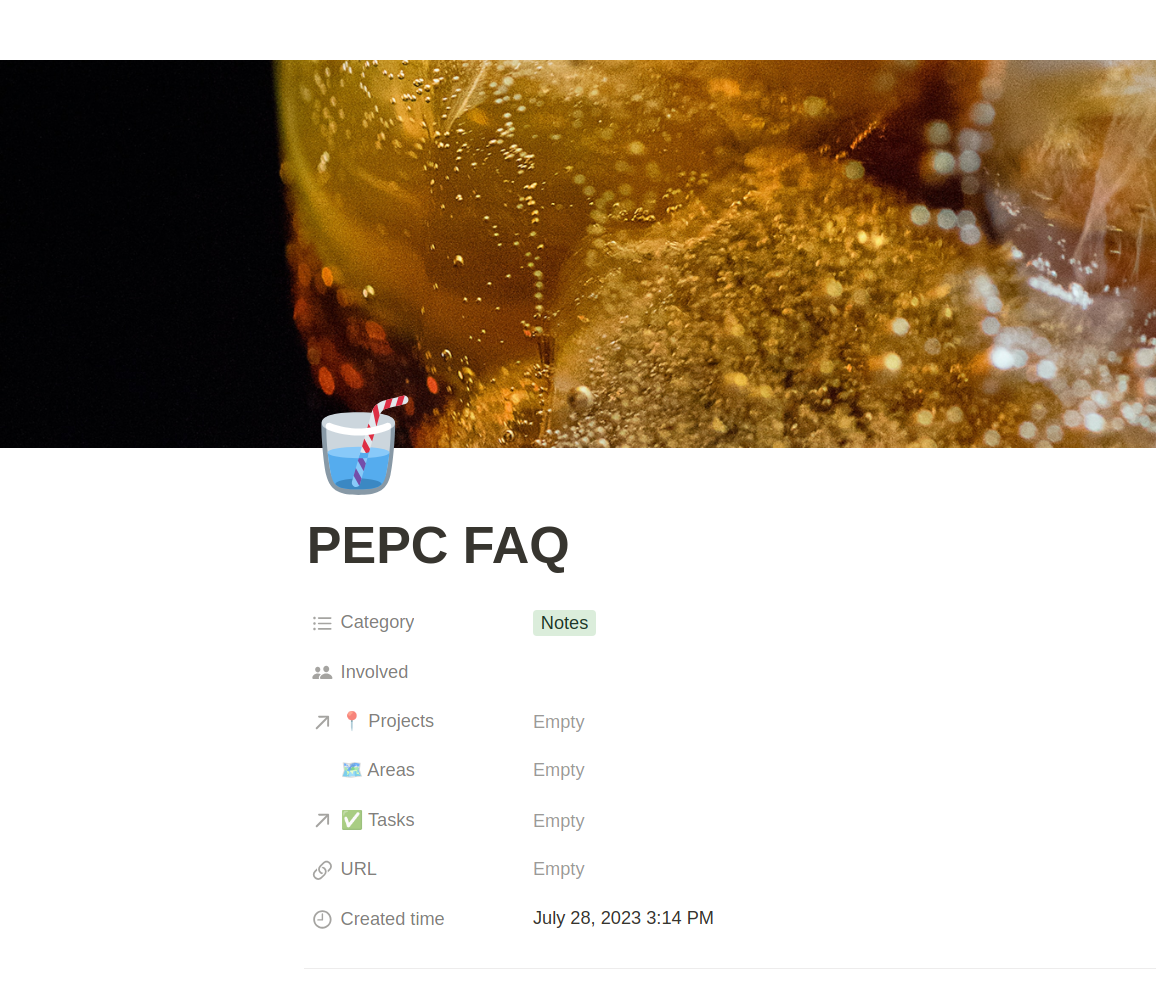 PEPC FAQ
Category Notes
Involved
Projects Empty
Areas Empty
Tasks Empty
URL Empty
Created time July 28, 2023 3:14 PM